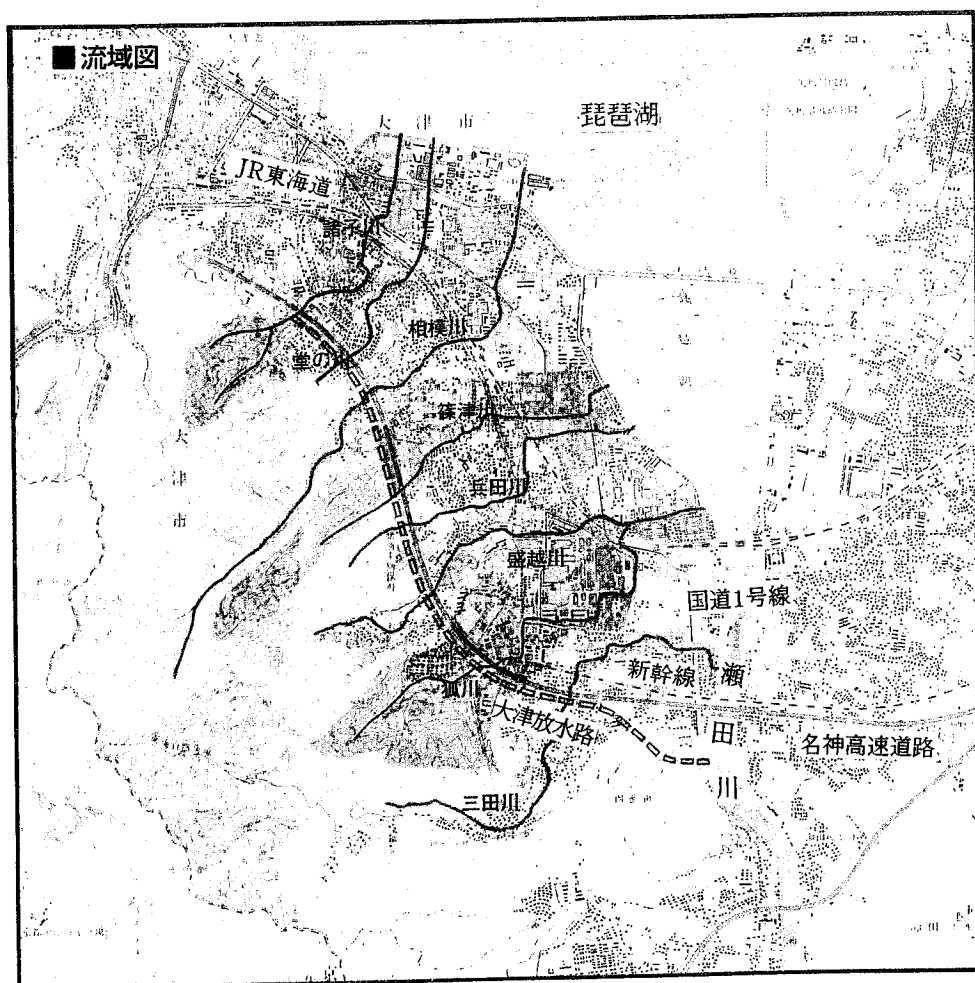 ■流域図
琵琶湖
大津市
JR東海道
諸子川
相模川
堂の川
篠津川
大津市
兵田川
盛越川
国道1号線
新幹線
瀬田川
狐川
大津放水路
名神高速道路
三田川